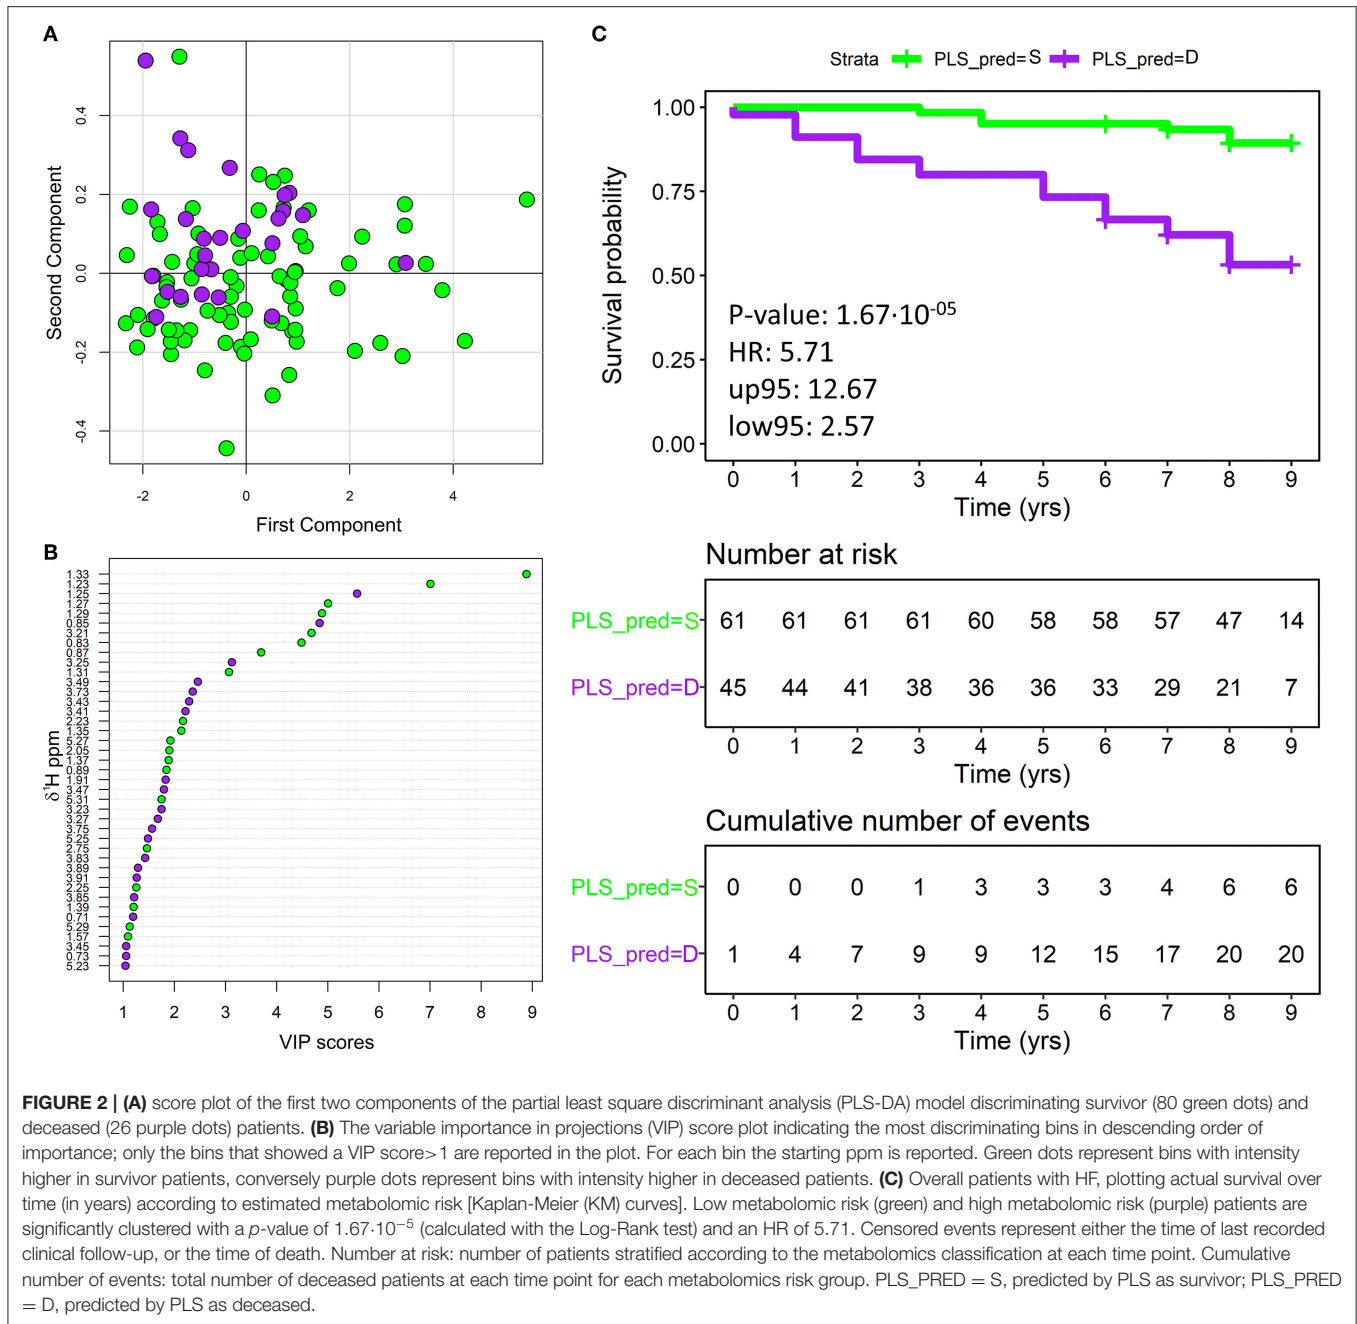 A
0.4
0.2
0.0
-0.2
-0.4
Second Component
-2
0
2
4
First Component
B
1.33
1.23
1.25
1.27
1.29
0.85
3.21
0.83
0.87
3.25
1.31
3.49
3.73
3.43
3.41
2.23
1.35
5.27
2.05
1.37
0.89
1.91
3.47
5.31
3.23
3.27
3.75
5.25
2.75
3.83
3.89
3.91
2.25
3.85
1.39
0.71
5.29
1.57
3.45
0.73
5.23
δ¹H ppm
1 2 3 4 5 6 7 8 9
VIP scores
C
Strata PLS_pred=S PLS_pred=D
1.00
0.75
0.50
0.25
0.00
Survival probability
P-value: 1.67·10⁻⁰⁵
HR: 5.71
up95: 12.67
low95: 2.57
0 1 2 3 4 5 6 7 8 9
Time (yrs)
Number at risk
PLS_pred=S 61 61 61 61 60 58 58 57 47 14
PLS_pred=D 45 44 41 38 36 36 33 29 21 7
0 1 2 3 4 5 6 7 8 9
Time (yrs)
Cumulative number of events
PLS_pred=S 0 0 0 1 3 3 3 4 6 6
PLS_pred=D 1 4 7 9 9 12 15 17 20 20
0 1 2 3 4 5 6 7 8 9
Time (yrs)
FIGURE 2 | (A) score plot of the first two components of the partial least square discriminant analysis (PLS-DA) model discriminating survivor (80 green dots) and
deceased (26 purple dots) patients. (B) The variable importance in projections (VIP) score plot indicating the most discriminating bins in descending order of
importance; only the bins that showed a VIP score>1 are reported in the plot. For each bin the starting ppm is reported. Green dots represent bins with intensity
higher in survivor patients, conversely purple dots represent bins with intensity higher in deceased patients. (C) Overall patients with HF, plotting actual survival over
time (in years) according to estimated metabolomic risk [Kaplan-Meier (KM) curves]. Low metabolomic risk (green) and high metabolomic risk (purple) patients are
significantly clustered with a p-value of 1.67·10⁻⁵ (calculated with the Log-Rank test) and an HR of 5.71. Censored events represent either the time of last recorded
clinical follow-up, or the time of death. Number at risk: number of patients stratified according to the metabolomics classification at each time point. Cumulative
number of events: total number of deceased patients at each time point for each metabolomics risk group. PLS_PRED = S, predicted by PLS as survivor; PLS_PRED
= D, predicted by PLS as deceased.